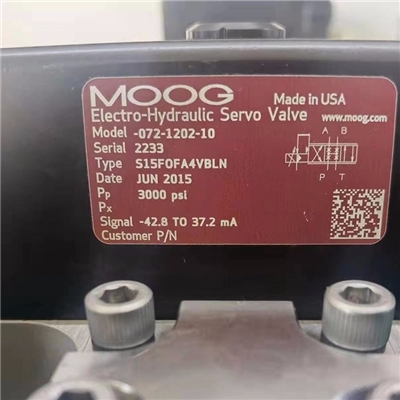 MOOG
Made in USA
Electro-Hydraulic Servo Valve
www.moog.com
Model -072-1202-10
Serial 2233
Type S15FOFA4VBLN
Date JUN 2015
Pp 3000 psi
Px
Signal -42.8 TO 37.2 mA
Customer P/N
A B
P T